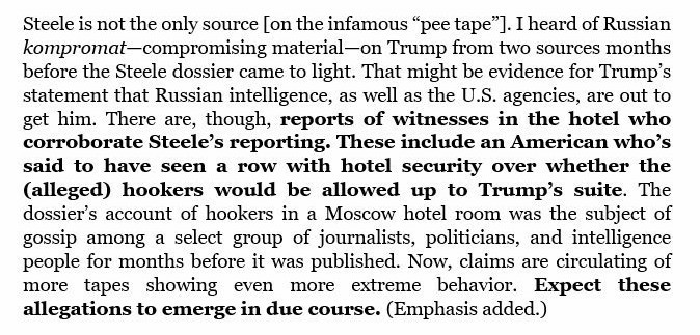 Steele is not the only source [on the infamous “pee tape”]. I heard of Russian
kompromat—compromising material—on Trump from two sources months
before the Steele dossier came to light. That might be evidence for Trump’s
statement that Russian intelligence, as well as the U.S. agencies, are out to
get him. There are, though, reports of witnesses in the hotel who
corroborate Steele’s reporting. These include an American who’s
said to have seen a row with hotel security over whether the
(alleged) hookers would be allowed up to Trump’s suite. The
dossier’s account of hookers in a Moscow hotel room was the subject of
gossip among a select group of journalists, politicians, and intelligence
people for months before it was published. Now, claims are circulating of
more tapes showing even more extreme behavior. Expect these
allegations to emerge in due course. (Emphasis added.)